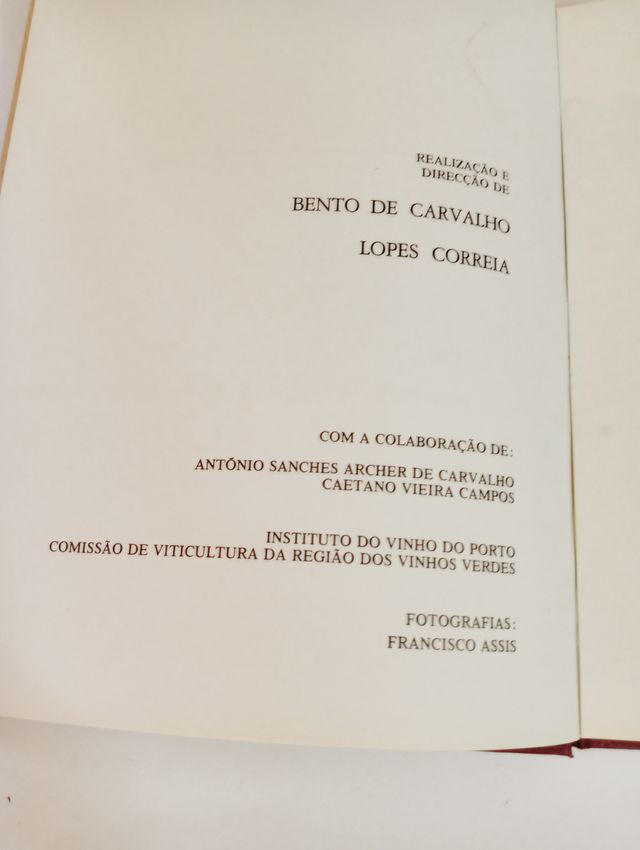 REALIZAÇÃO E
DIRECÇÃO DE
BENTO DE CARVALHO
LOPES CORREIA
COM A COLABORAÇÃO DE:
ANTÓNIO SANCHES ARCHER DE CARVALHO
CAETANO VIEIRA CAMPOS
INSTITUTO DO VINHO DO PORTO
COMISSÃO DE VITICULTURA DA REGIÃO DOS VINHOS VERDES
FOTOGRAFIAS:
FRANCISCO ASSIS